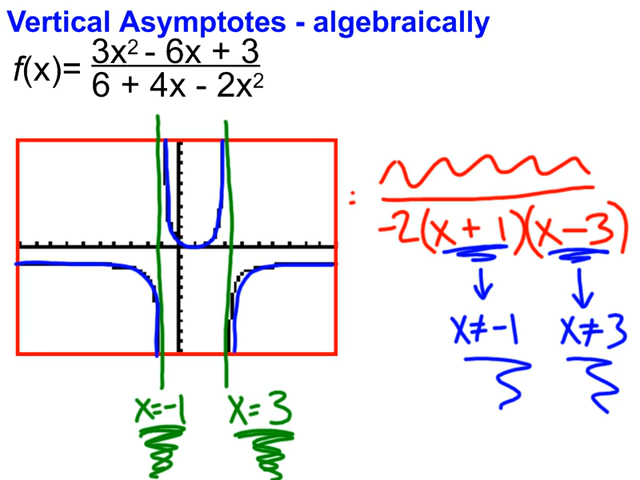 Vertical Asymptotes - algebraically
f(x)= 3x² - 6x + 3
6 + 4x - 2x²
=
-2(x + 1)(x - 3)
x ≠ -1 x ≠ 3
x = -1 x = 3